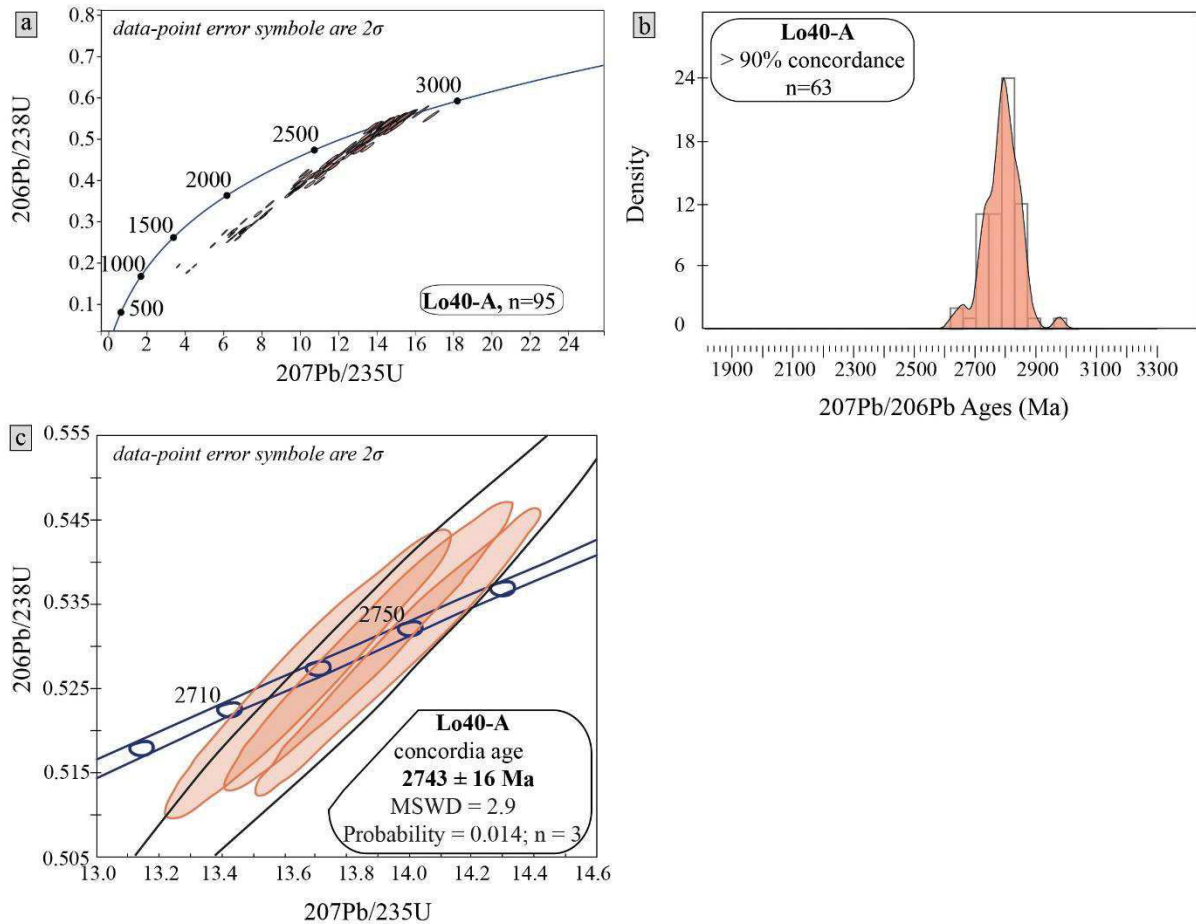 a
data-point error symbole are 2σ
206Pb/238U
0.8
0.7
0.6
0.5
0.4
0.3
0.2
0.1
3000
2500
2000
1500
1000
500
Lo40-A, n=95
0 2 4 6 8 10 12 14 16 18 20 22 24
207Pb/235U
b
Lo40-A
> 90% concordance
n=63
Density
24
18
12
6
0
1900 2100 2300 2500 2700 2900 3100 3300
207Pb/206Pb Ages (Ma)
c
data-point error symbole are 2σ
206Pb/238U
0.555
0.545
0.535
0.525
0.515
0.505
2750
2710
Lo40-A
concordia age
2743 ± 16 Ma
MSWD = 2.9
Probability = 0.014; n = 3
13.0 13.2 13.4 13.6 13.8 14.0 14.2 14.4 14.6
207Pb/235U